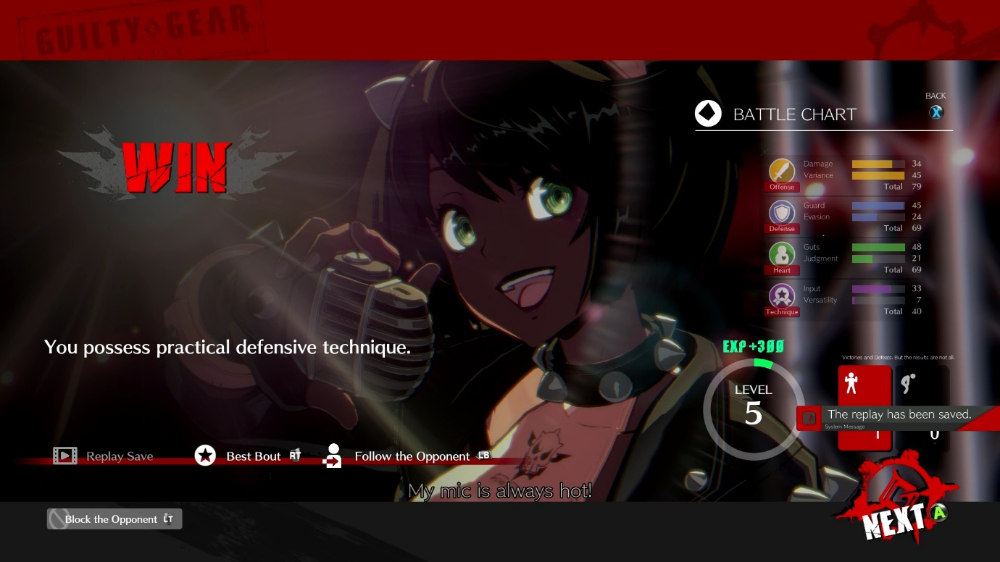 GUILTY GEAR
BACK
X
BATTLE CHART
WIN
Damage 34
Variance 45
Offense
Total 79
Guard 45
Evasion 24
Defense
Total 69
Guts 48
Judgment 21
Heart
Total 69
Input 33
Versatility 7
Technique
Total 40
You possess practical defensive technique.
EXP +300
LEVEL
5
Victories and Defeats. But the results are not all.
The replay has been saved.
System Message
1 0
Replay Save
Best Bout RT
Follow the Opponent LB
My mic is always hot!
Block the Opponent LT
NEXT A